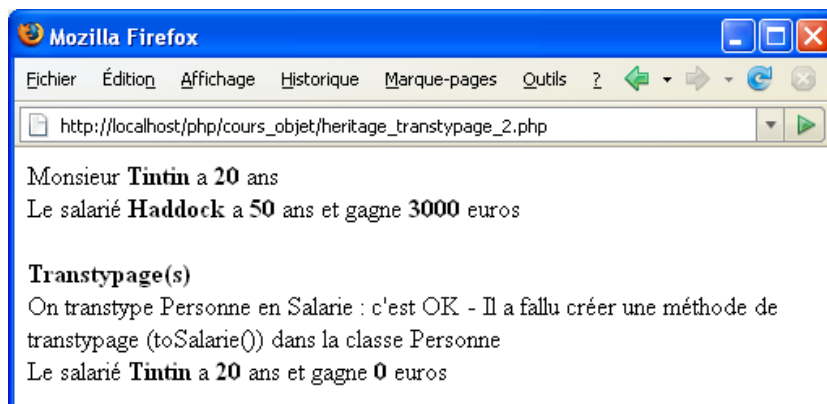 Mozilla Firefox
Fichier Édition Affichage Historique Marque-pages Outils ?
http://localhost/php/cours_objet/heritage_transtypage_2.php
Monsieur Tintin a 20 ans
Le salarié Haddock a 50 ans et gagne 3000 euros
Transtypage(s)
On transtype Personne en Salarie : c'est OK - Il a fallu créer une méthode de
transtypage (toSalarie()) dans la classe Personne
Le salarié Tintin a 20 ans et gagne 0 euros